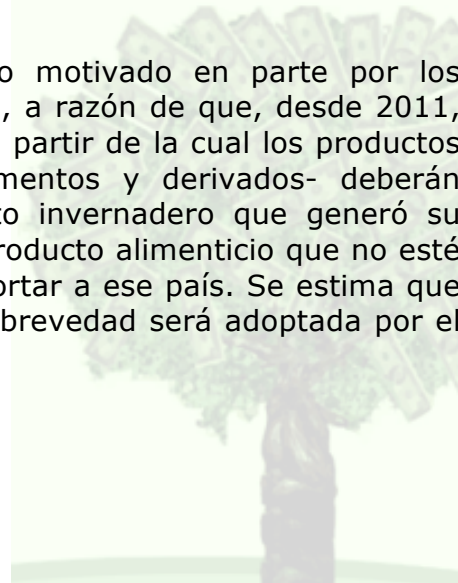 o motivado en parte por los
, a razón de que, desde 2011,
partir de la cual los productos
mentos y derivados- deberán
to invernadero que generó su
roducto alimenticio que no esté
ortar a ese país. Se estima que
brevedad será adoptada por el